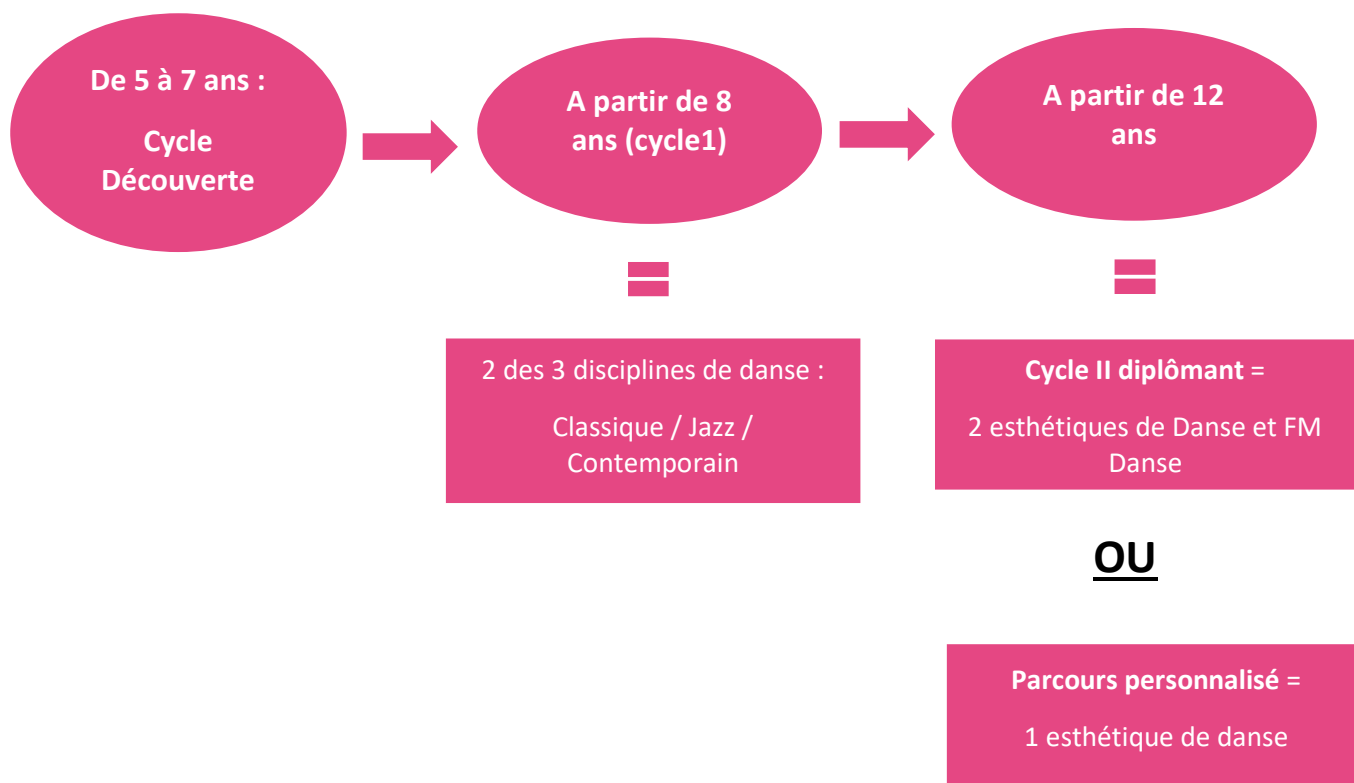 De 5 à 7 ans :
Cycle
Découverte
A partir de 8
ans (cycle1)
A partir de 12
ans
2 des 3 disciplines de danse :
Classique / Jazz /
Contemporain
Cycle II diplômant =
2 esthétiques de Danse et FM
Danse
OU
Parcours personnalisé =
1 esthétique de danse